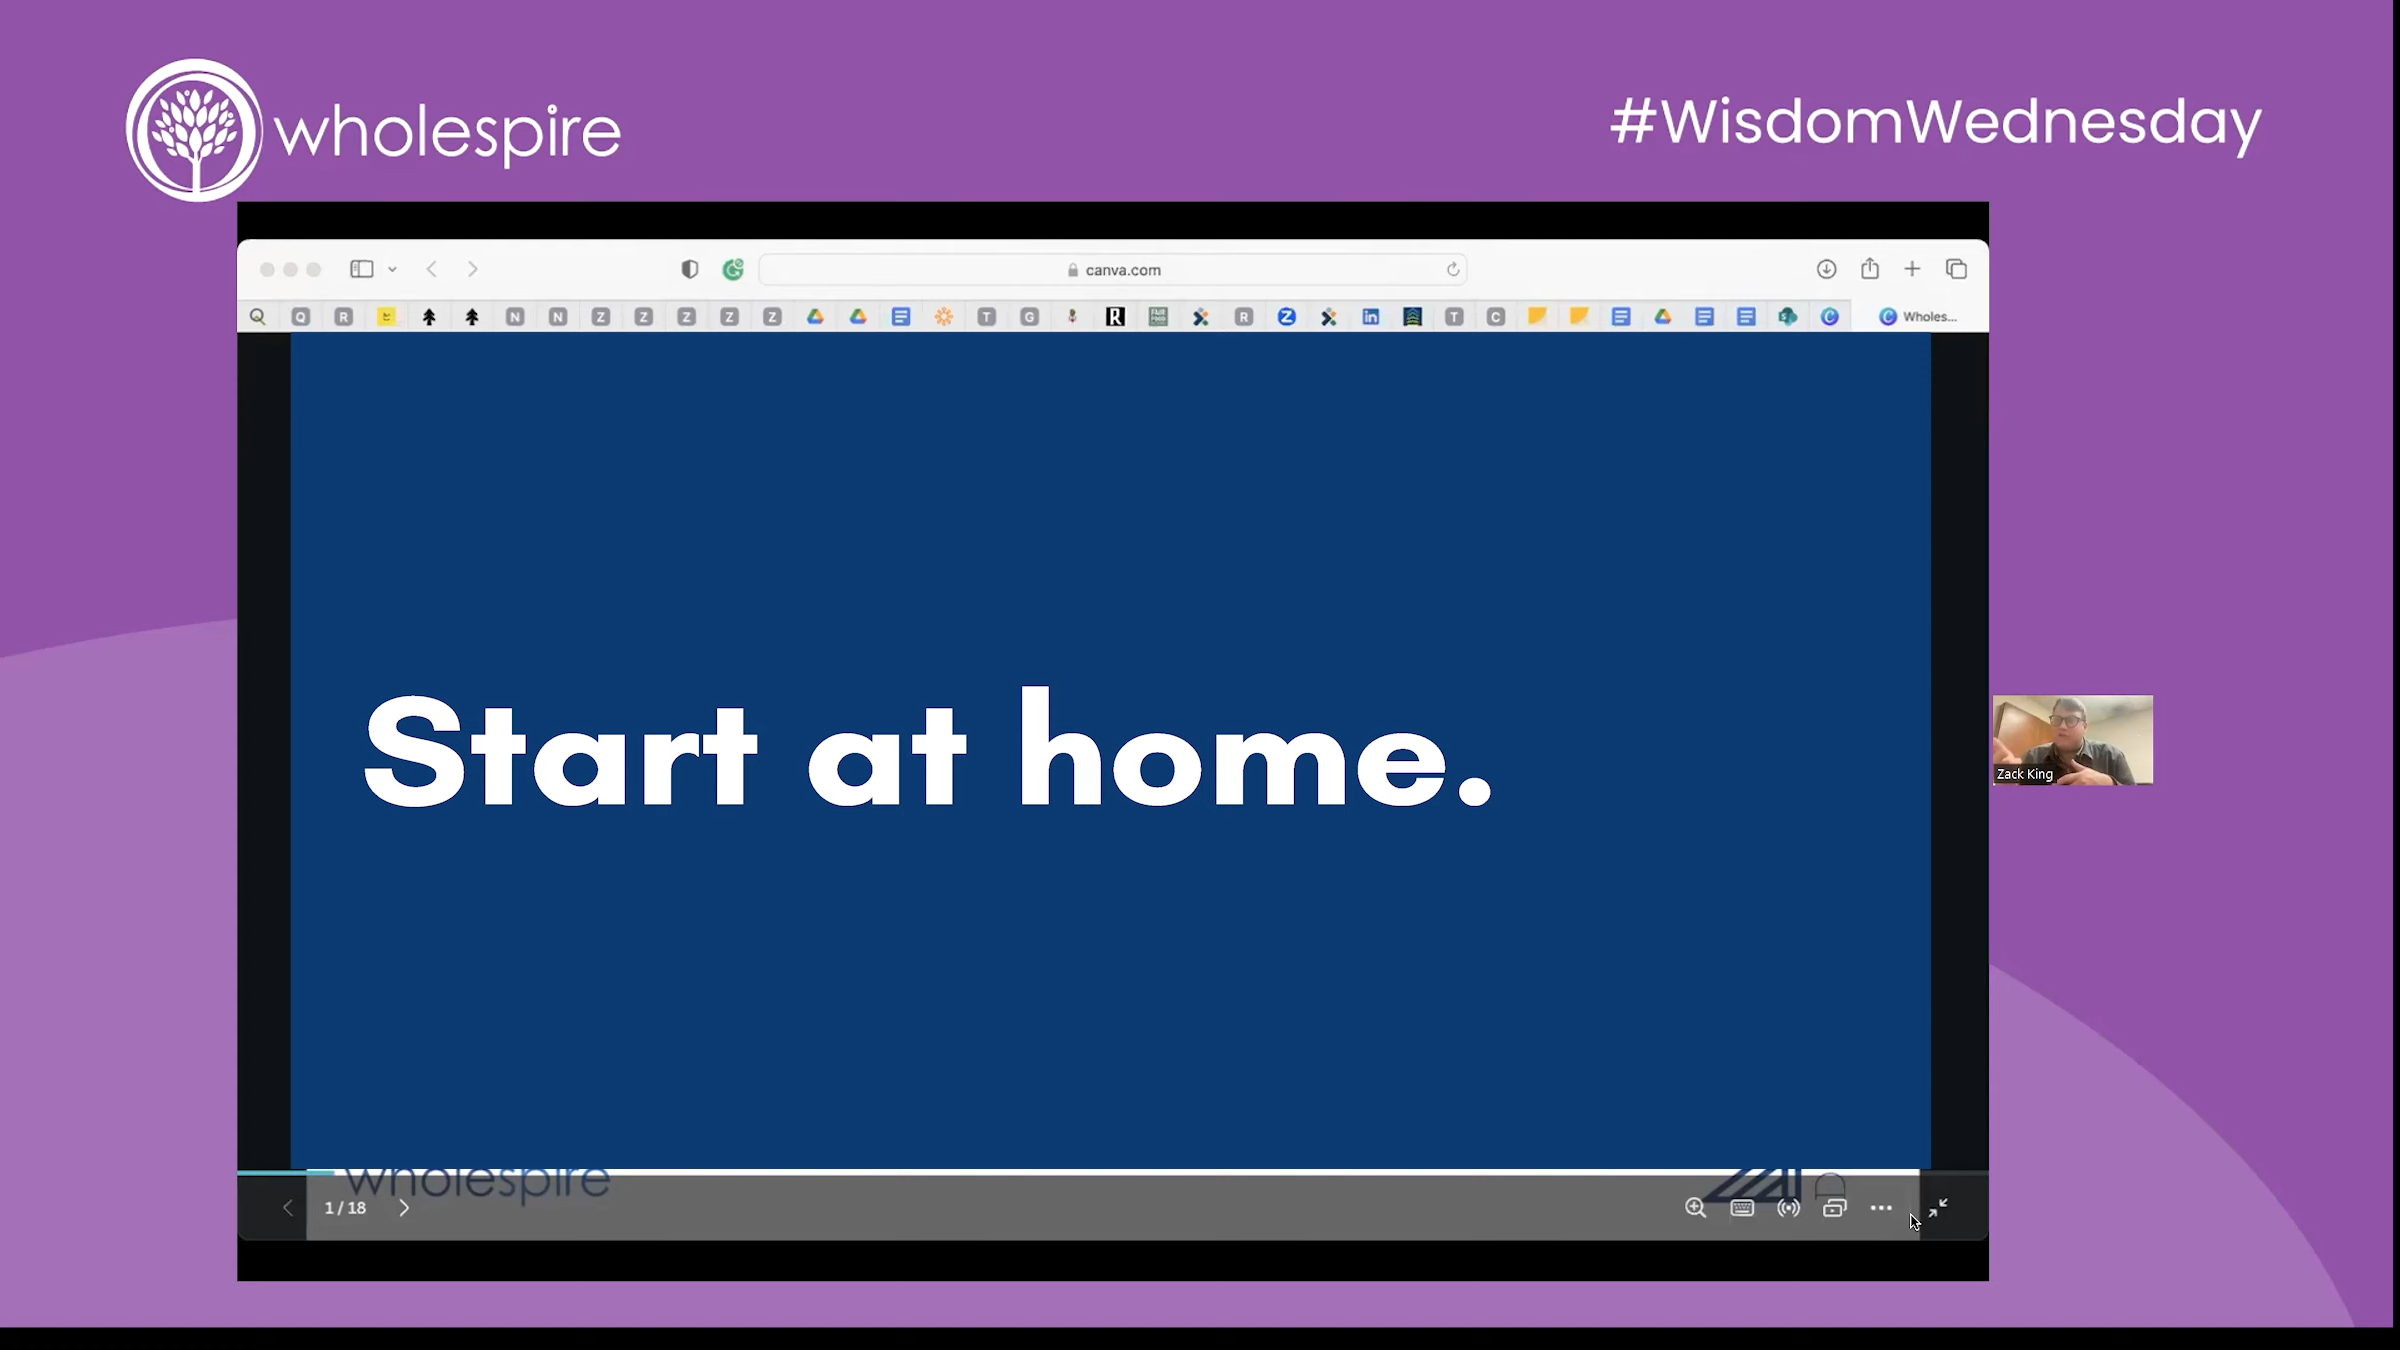 wholespire
#WisdomWednesday
canva.com
Wholes...
Start at home.
Zack King
wholespire
1 / 18